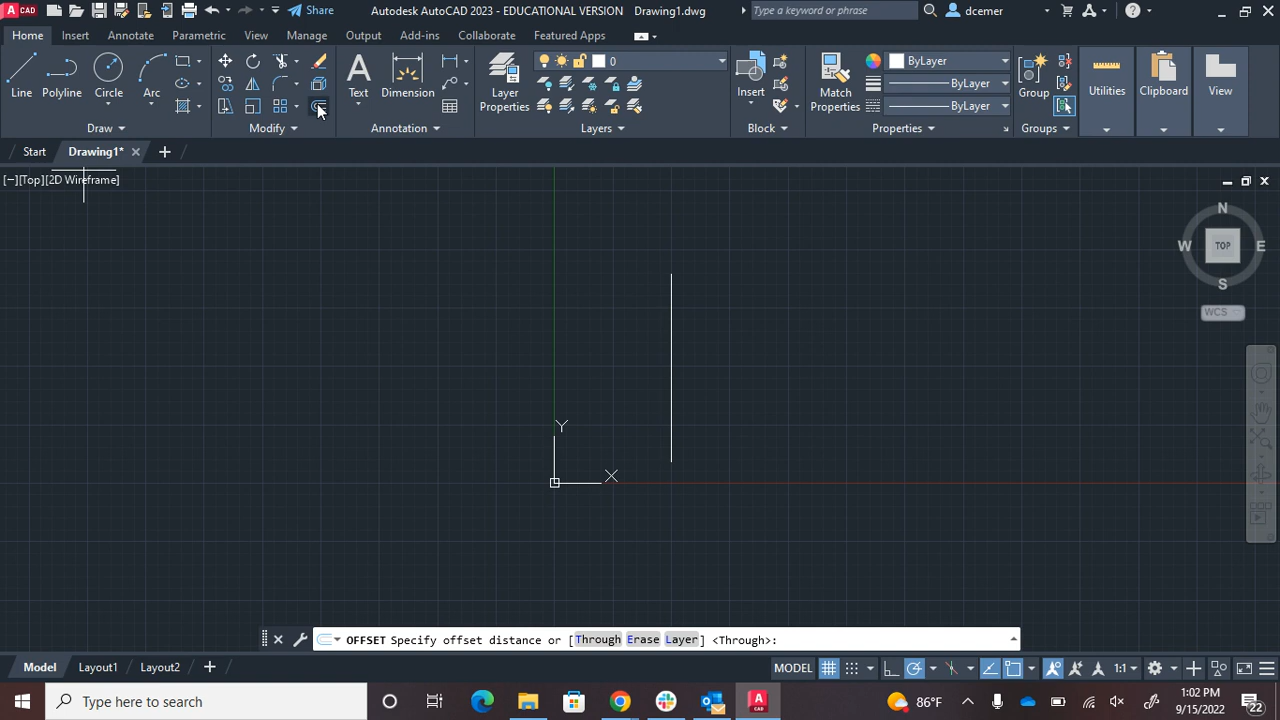 CAD
Share
Autodesk AutoCAD 2023 - EDUCATIONAL VERSION Drawing1.dwg
Type a keyword or phrase
dcemer
Home Insert Annotate Parametric View Manage Output Add-ins Collaborate Featured Apps
Line Polyline Circle Arc
Text Dimension
Layer Properties
0
Insert
Match Properties
ByLayer
ByLayer
ByLayer
Group
Utilities
Clipboard
View
Draw Modify Annotation Layers Block Properties Groups
Start Drawing1*
[−][Top][2D Wireframe]
N
W TOP E
S
WCS
Y
X
OFFSET Specify offset distance or [Through Erase Layer] <Through>:
Model Layout1 Layout2
MODEL
1:1
Type here to search
86°F
1:02 PM
9/15/2022
22